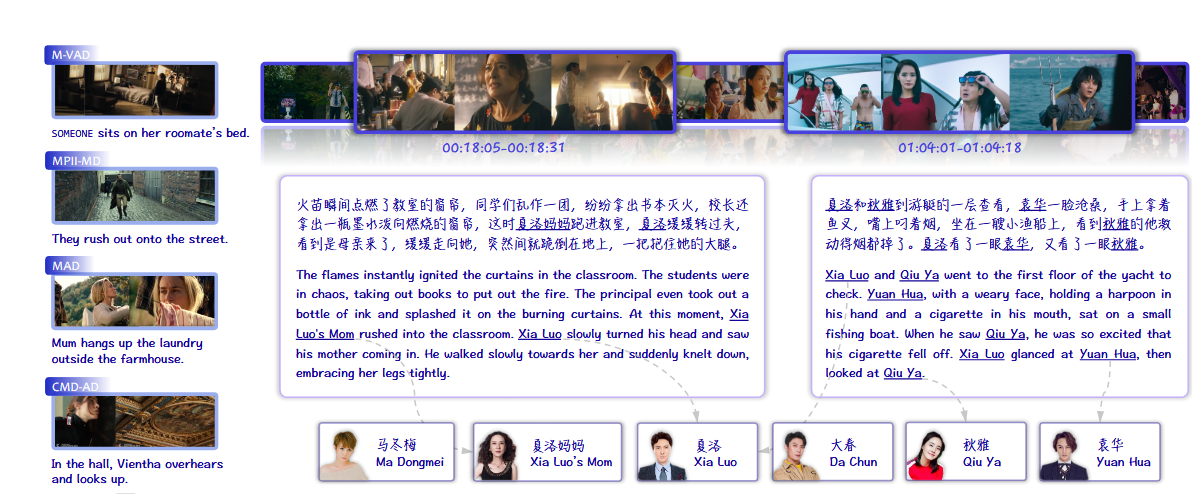 M-VAD
SOMEONE sits on her roomate's bed.
MPII-MD
They rush out onto the street.
MAD
Mum hangs up the laundry
outside the farmhouse.
CMD-AD
In the hall, Vientha overhears
and looks up.
00:18:05-00:18:31
火苗瞬间点燃了教室的窗帘，同学们乱作一团，纷纷拿出书本灭火，校长还
拿出一瓶墨水泼向燃烧的窗帘，这时夏洛妈妈跑进教室，夏洛缓缓转过头，
看到是母亲来了，缓缓走向她，突然间就跪倒在地上，一把抱住她的大腿。
The flames instantly ignited the curtains in the classroom. The students were
in chaos, taking out books to put out the fire. The principal even took out a
bottle of ink and splashed it on the burning curtains. At this moment, Xia
Luo's Mom rushed into the classroom. Xia Luo slowly turned his head and saw
his mother coming in. He walked slowly towards her and suddenly knelt down,
embracing her legs tightly.
01:04:01-01:04:18
夏洛和秋雅到游艇的一层查看，袁华一脸沧桑，手上拿着
鱼叉，嘴上叼着烟，坐在一艘小渔船上，看到秋雅的他激
动得烟都掉了。夏洛看了一眼袁华，又看了一眼秋雅。
Xia Luo and Qiu Ya went to the first floor of the yacht to
check. Yuan Hua, with a weary face, holding a harpoon in
his hand and a cigarette in his mouth, sat on a small
fishing boat. When he saw Qiu Ya, he was so excited that
his cigarette fell off. Xia Luo glanced at Yuan Hua, then
looked at Qiu Ya.
马冬梅
Ma Dongmei
夏洛妈妈
Xia Luo's Mom
夏洛
Xia Luo
大春
Da Chun
秋雅
Qiu Ya
袁华
Yuan Hua